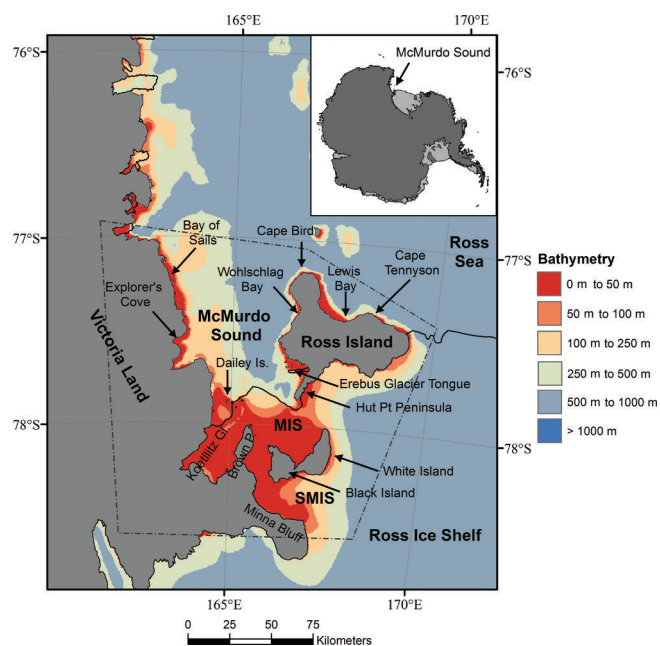 165°E
170°E
76°S
76°S
McMurdo Sound
77°S
77°S
Bay of
Sails
Cape Bird
Ross
Sea
Cape
Tennyson
Wohlschlag
Bay
Lewis
Bay
Explorer's
Cove
McMurdo
Sound
Ross Island
Victoria Land
Dailey Is.
Erebus Glacier Tongue
Hut Pt Peninsula
78°S
78°S
MIS
Koettlitz Gl.
Brown P.
White Island
Black Island
SMIS
Minna Bluff
Ross Ice Shelf
165°E
170°E
0 12.5 25 50 75
Kilometers
Bathymetry
0 m to 50 m
50 m to 100 m
100 m to 250 m
250 m to 500 m
500 m to 1000 m
> 1000 m